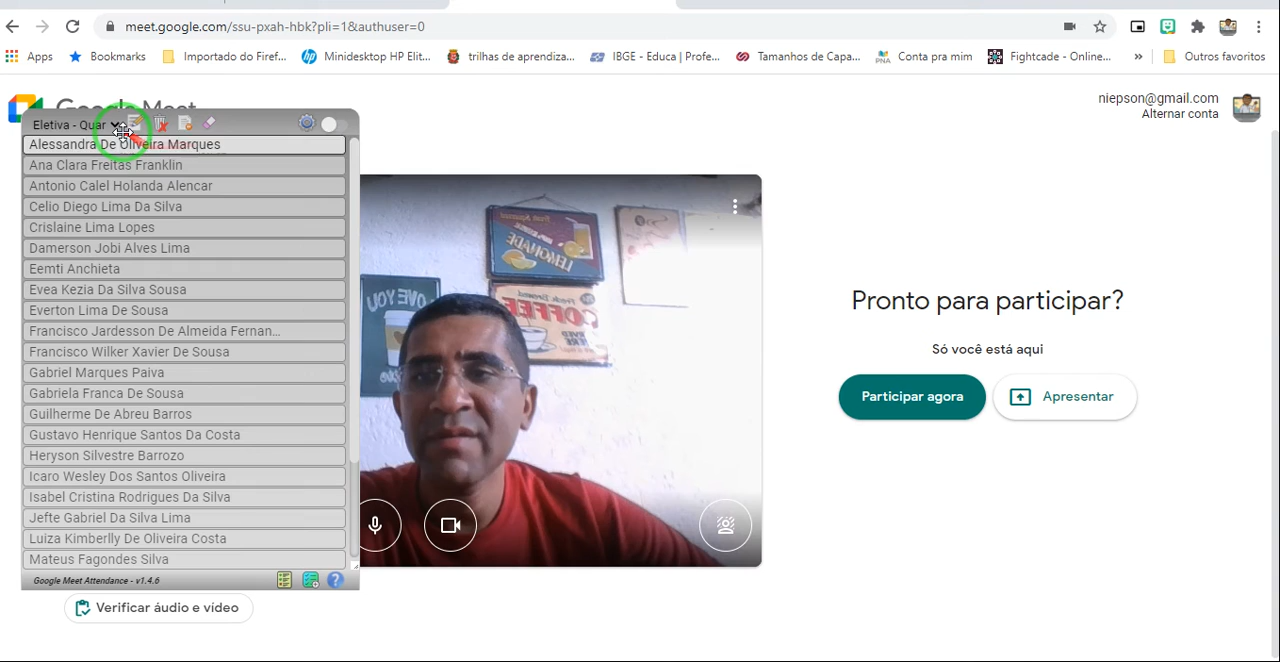 meet.google.com/ssu-pxah-hbk?pli=1&authuser=0
Apps Bookmarks Importado do Firef... Minidesktop HP Elit... trilhas de aprendiza... IBGE - Educa | Profe... Tamanhos de Capa... PNA Conta pra mim Fightcade - Online... » Outros favoritos
Google Meet
niepson@gmail.com
Alternar conta
Eletiva - Quar
Alessandra De Oliveira Marques
Ana Clara Freitas Franklin
Antonio Calel Holanda Alencar
Celio Diego Lima Da Silva
Crislaine Lima Lopes
Damerson Jobi Alves Lima
Eemti Anchieta
Evea Kezia Da Silva Sousa
Everton Lima De Sousa
Francisco Jardesson De Almeida Fernan...
Francisco Wilker Xavier De Sousa
Gabriel Marques Paiva
Gabriela Franca De Sousa
Guilherme De Abreu Barros
Gustavo Henrique Santos Da Costa
Heryson Silvestre Barrozo
Icaro Wesley Dos Santos Oliveira
Isabel Cristina Rodrigues Da Silva
Jefte Gabriel Da Silva Lima
Luiza Kimberlly De Oliveira Costa
Mateus Fagondes Silva
Google Meet Attendance - v1.4.6
Verificar áudio e vídeo
LEMONADE
LOVE YOU
COFFEE
Pronto para participar?
Só você está aqui
Participar agora
Apresentar